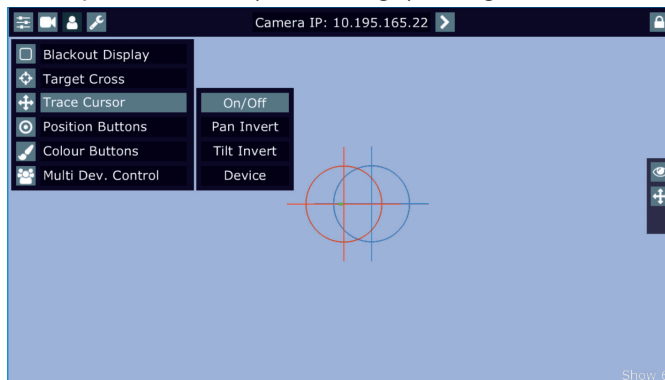 Camera IP: 10.195.165.22
Blackout Display
Target Cross
Trace Cursor
On/Off
Position Buttons
Pan Invert
Colour Buttons
Tilt Invert
Multi Dev. Control
Device
Show